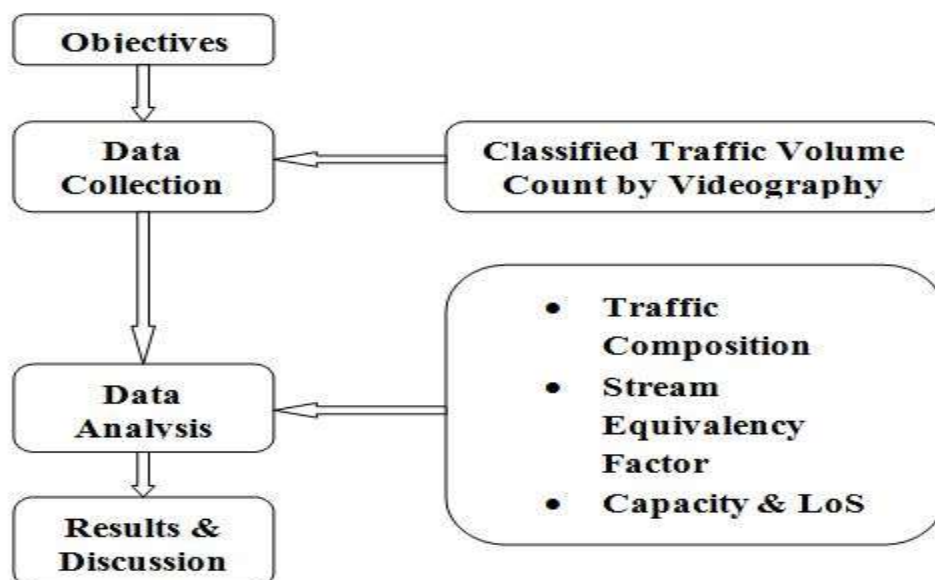 Objectives
Data
Collection
Classified Traffic Volume
Count by Videography
Data
Analysis
• Traffic
Composition
• Stream
Equivalency
Factor
• Capacity & LoS
Results &
Discussion